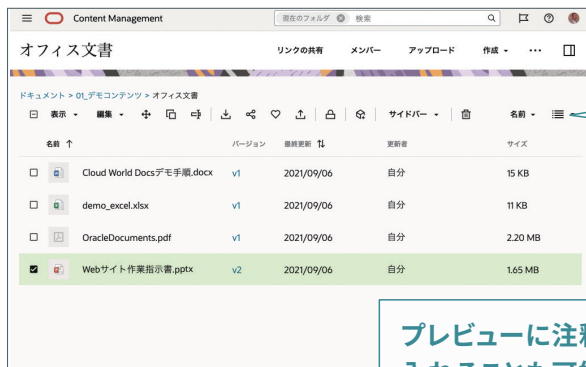 Content Management
現在のフォルダ 検索
オフィス文書
リンクの共有 メンバー アップロード 作成
ドキュメント > 01_デモコンテンツ > オフィス文書
表示 編集 サイドバー 名前
名前 ↑ バージョン 最終更新 更新者 サイズ
Cloud World Docsデモ手順.docx v1 2021/09/06 自分 15 KB
demo_excel.xlsx v1 2021/09/06 自分 11 KB
OracleDocuments.pdf v1 2021/09/06 自分 2.20 MB
Webサイト作業指示書.pptx v2 2021/09/06 自分 1.65 MB
プレビューに注